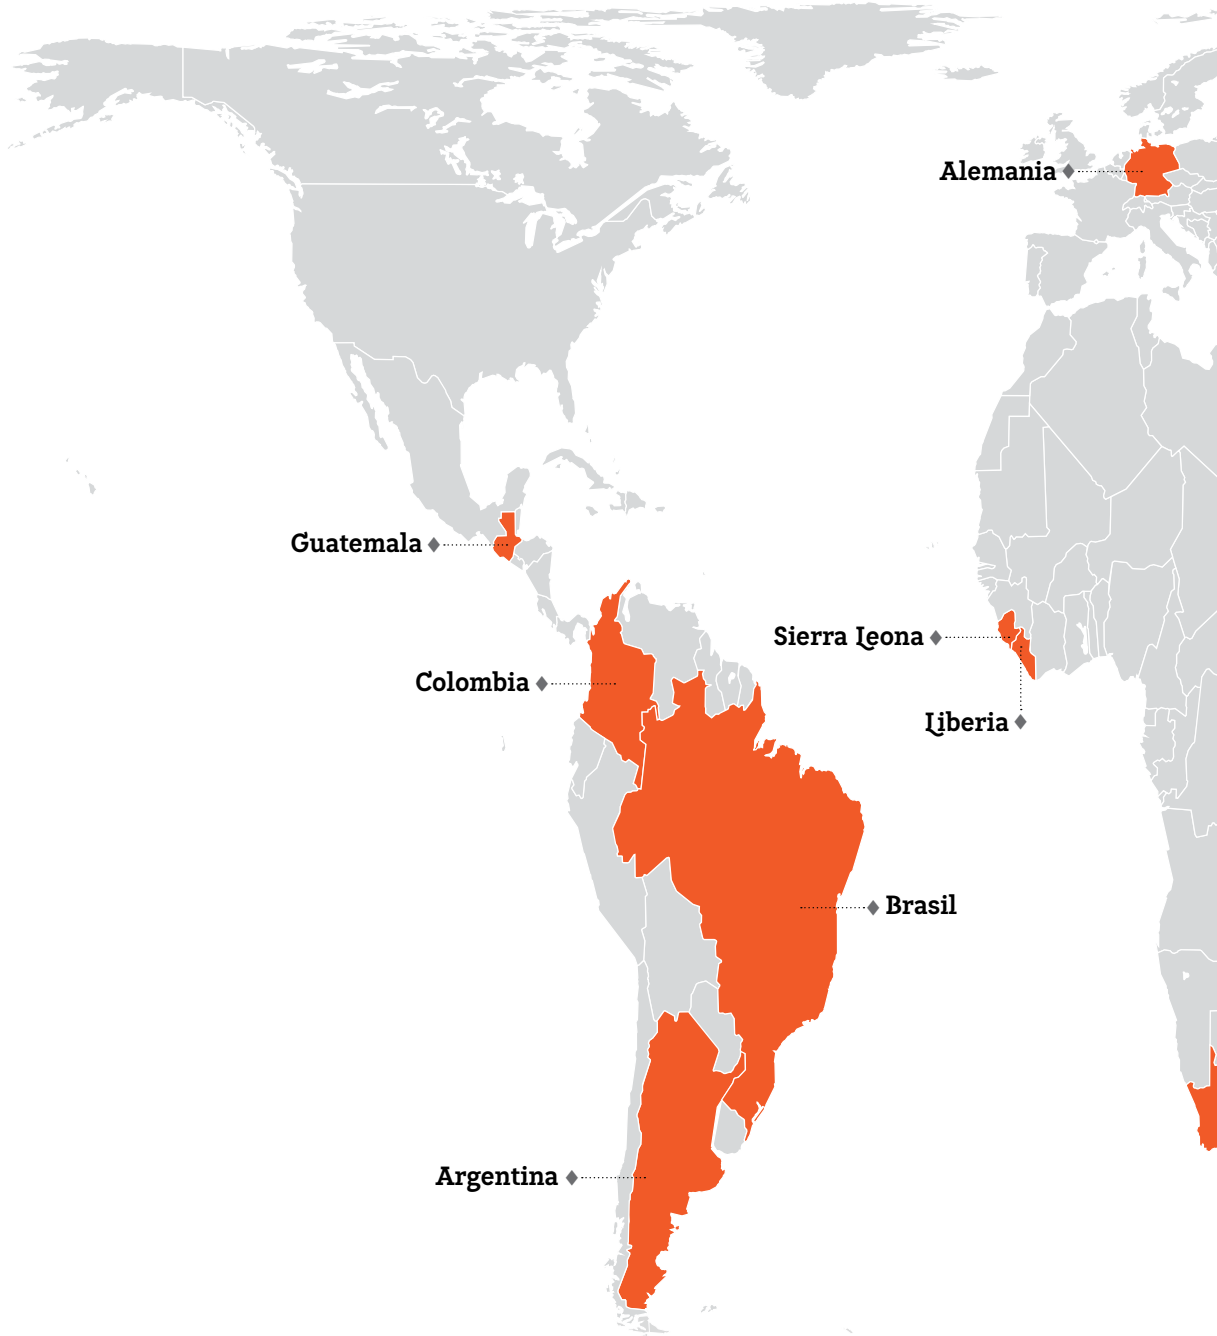 Alemania
Guatemala
Sierra Leona
Colombia
Liberia
Brasil
Argentina